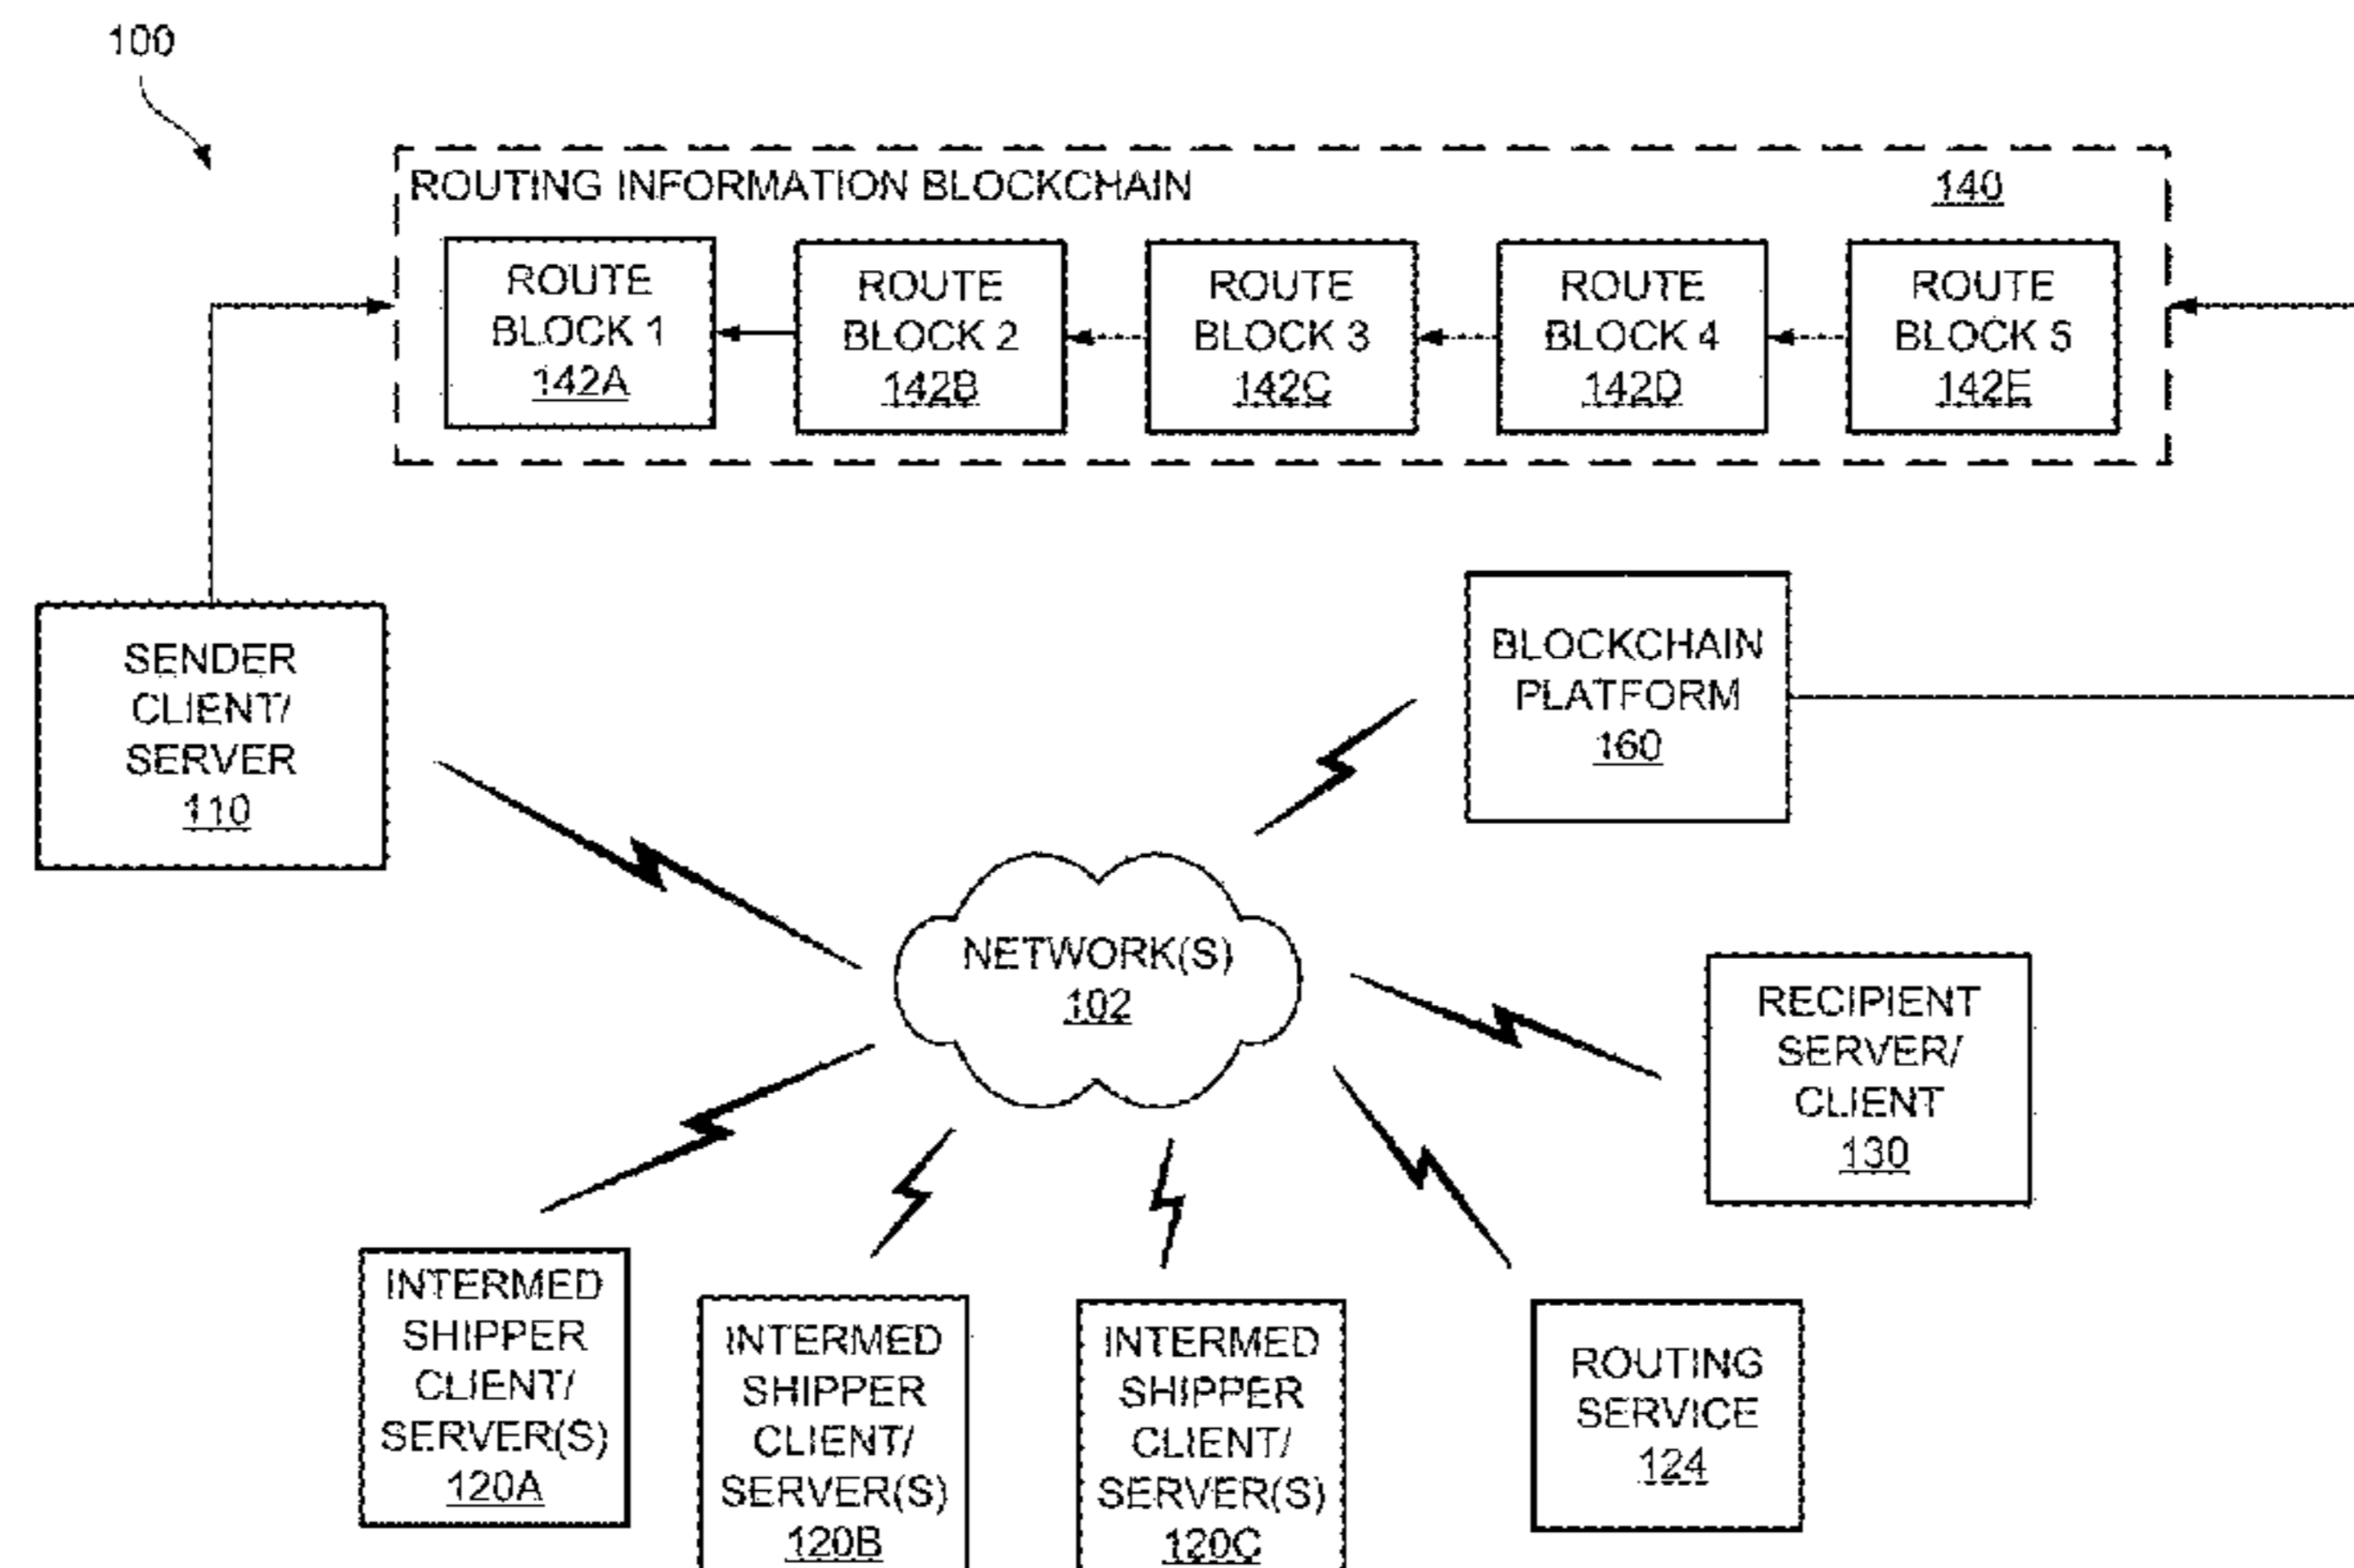 100
ROUTING INFORMATION BLOCKCHAIN
140
ROUTE
BLOCK 1
142A
ROUTE
BLOCK 2
142B
ROUTE
BLOCK 3
142C
ROUTE
BLOCK 4
142D
ROUTE
BLOCK 5
142E
SENDER
CLIENT/
SERVER
110
BLOCKCHAIN
PLATFORM
160
NETWORK(S)
102
RECIPIENT
SERVER/
CLIENT
130
INTERMED
SHIPPER
CLIENT/
SERVER(S)
120A
INTERMED
SHIPPER
CLIENT/
SERVER(S)
120B
INTERMED
SHIPPER
CLIENT/
SERVER(S)
120C
ROUTING
SERVICE
124